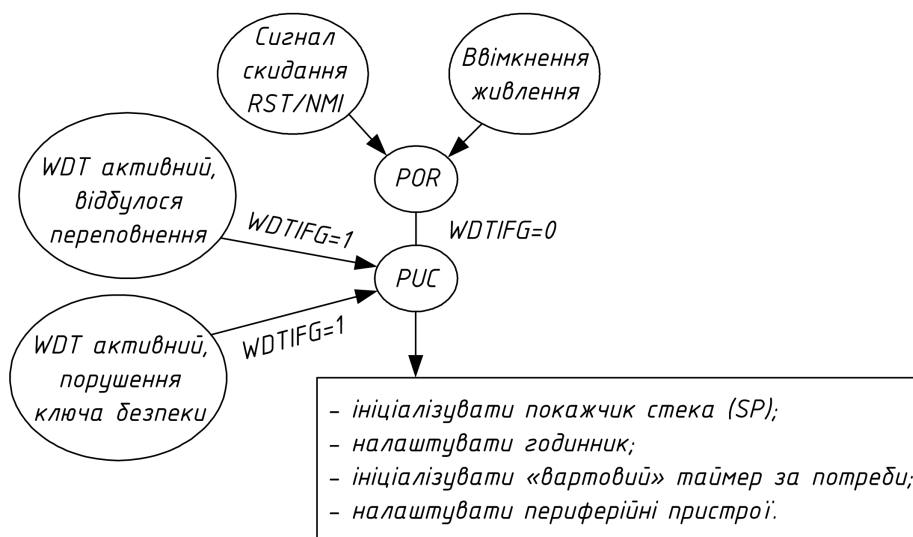 Сигнал
скидання
RST/NMI
Ввімкнення
живлення
POR
WDT активний,
відбулося
переповнення
WDTIFG=1
WDTIFG=0
PUC
WDT активний,
порушення
ключа безпеки
WDTIFG=1
– ініціалізувати покажчик стека (SP);
– налаштувати годинник;
– ініціалізувати «вартовий» таймер за потреби;
– налаштувати периферійні пристрої.